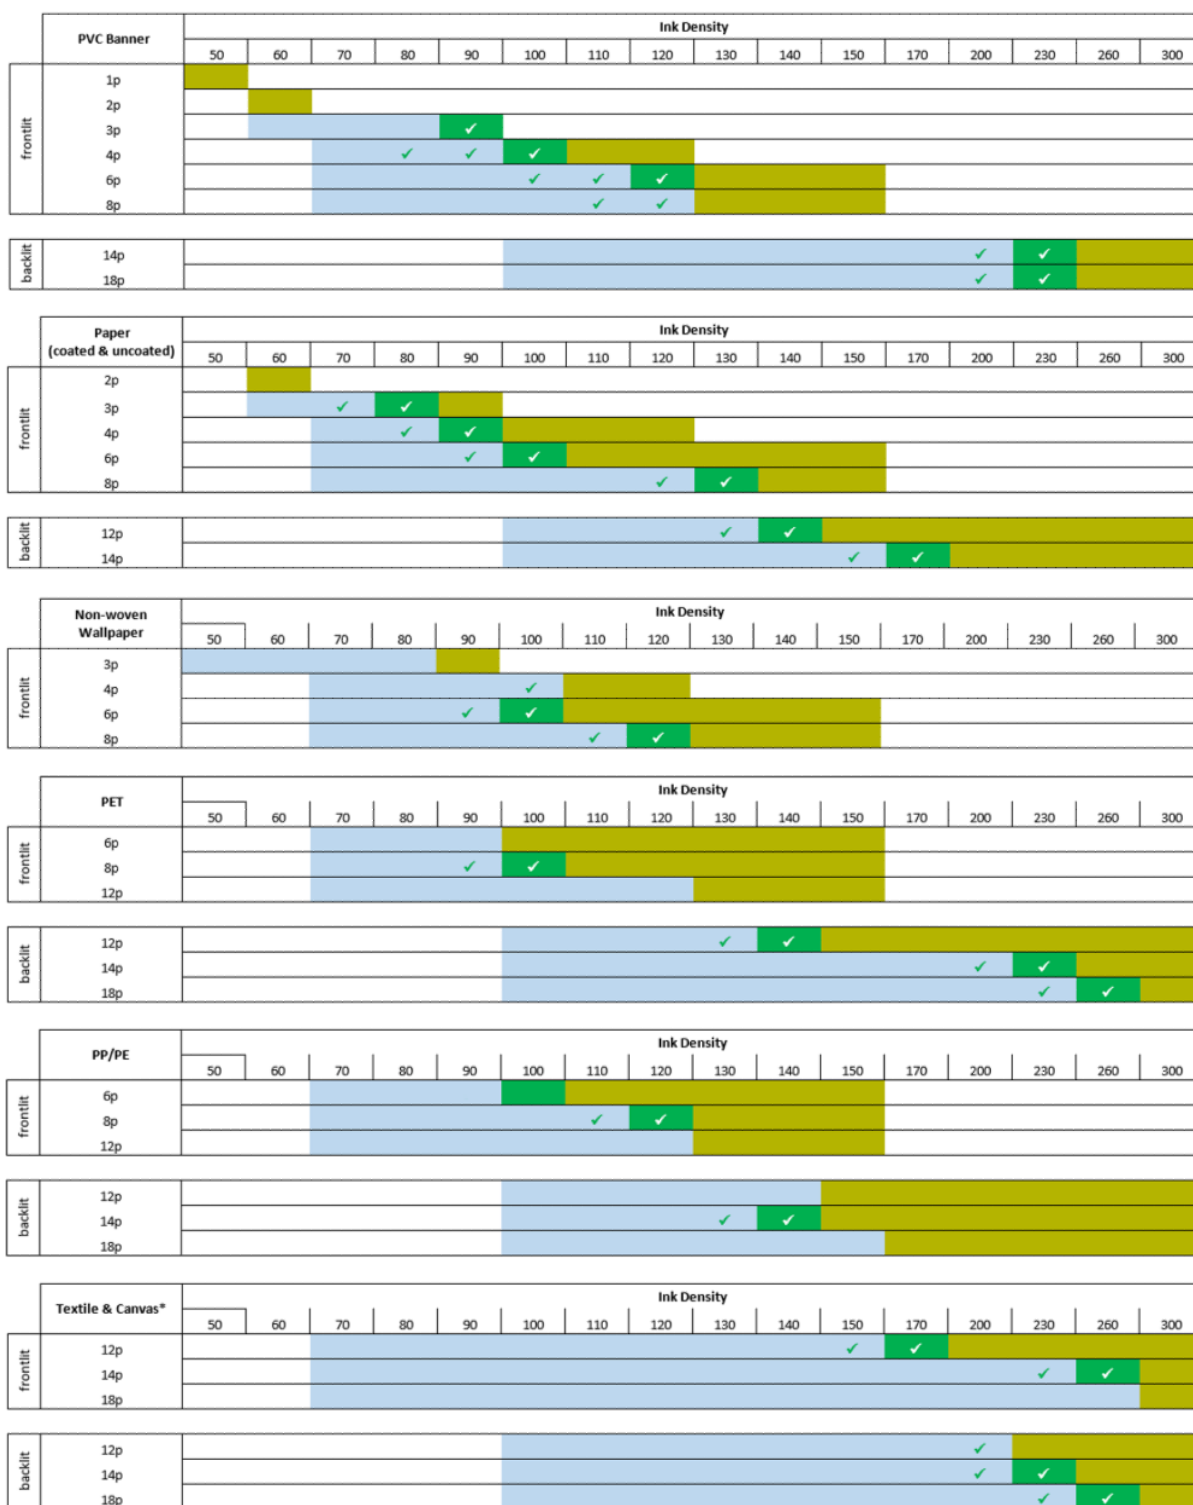 PVC Banner
Ink Density
50 60 70 80 90 100 110 120 130 140 150 170 200 230 260 300
frontlit
1p
2p
3p
4p
6p
8p
backlit
14p
18p
Paper
(coated & uncoated)
Ink Density
50 60 70 80 90 100 110 120 130 140 150 170 200 230 260 300
frontlit
2p
3p
4p
6p
8p
backlit
12p
14p
Non-woven
Wallpaper
Ink Density
50 60 70 80 90 100 110 120 130 140 150 170 200 230 260 300
frontlit
3p
4p
6p
8p
PET
Ink Density
50 60 70 80 90 100 110 120 130 140 150 170 200 230 260 300
frontlit
6p
8p
12p
backlit
12p
14p
18p
PP/PE
Ink Density
50 60 70 80 90 100 110 120 130 140 150 170 200 230 260 300
frontlit
6p
8p
12p
backlit
12p
14p
18p
Textile & Canvas*
Ink Density
50 60 70 80 90 100 110 120 130 140 150 170 200 230 260 300
frontlit
12p
14p
18p
backlit
12p
14p
18p